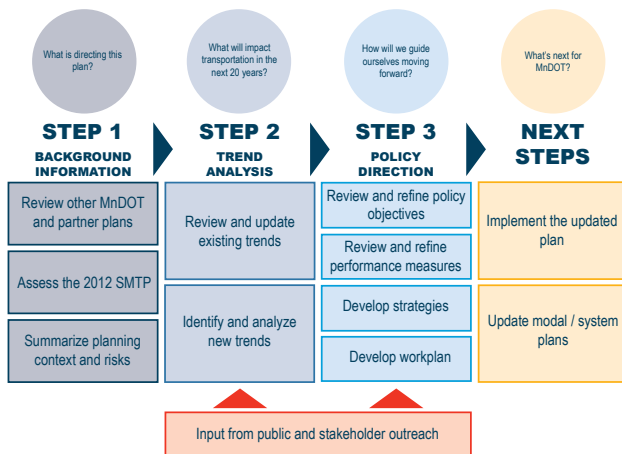 What is directing this
plan?
What will impact
transportation in the
next 20 years?
How will we guide
ourselves moving
forward?
What's next for
MnDOT?
STEP 1
BACKGROUND
INFORMATION
STEP 2
TREND
ANALYSIS
STEP 3
POLICY
DIRECTION
NEXT
STEPS
Review other MnDOT
and partner plans
Assess the 2012 SMTP
Summarize planning
context and risks
Review and update
existing trends
Identify and analyze
new trends
Review and refine policy
objectives
Review and refine
performance measures
Develop strategies
Develop workplan
Implement the updated
plan
Update modal / system
plans
Input from public and stakeholder outreach